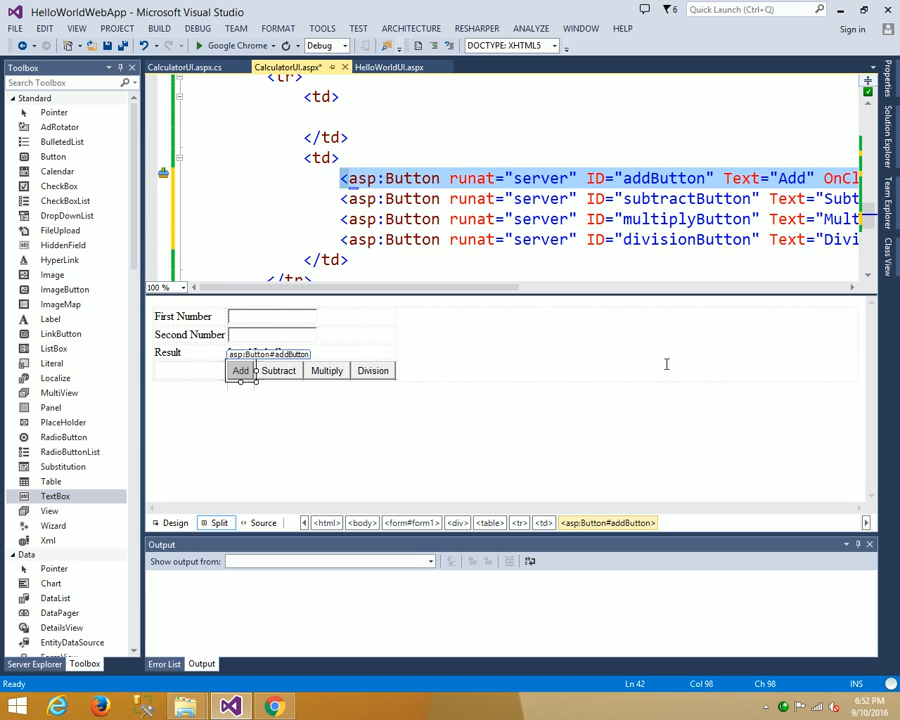 HelloWorldWebApp - Microsoft Visual Studio
6
Quick Launch (Ctrl+Q)
FILE EDIT VIEW PROJECT BUILD DEBUG TEAM FORMAT TOOLS TEST ARCHITECTURE RESHARPER ANALYZE WINDOW HELP
Sign in
Google Chrome
Debug
DOCTYPE: XHTML5
Toolbox
Search Toolbox
Standard
Pointer
AdRotator
BulletedList
Button
Calendar
CheckBox
CheckBoxList
DropDownList
FileUpload
HiddenField
HyperLink
Image
ImageButton
ImageMap
Label
LinkButton
ListBox
Literal
Localize
MultiView
Panel
PlaceHolder
RadioButton
RadioButtonList
Substitution
Table
TextBox
View
Wizard
Xml
Data
Pointer
Chart
DataList
DataPager
DetailsView
EntityDataSource
Server Explorer
Toolbox
CalculatorUI.aspx.cs
CalculatorUI.aspx*
HelloWorldUI.aspx
<tr>
<td>
</td>
<td>
<asp:Button runat="server" ID="addButton" Text="Add" OnCl
<asp:Button runat="server" ID="subtractButton" Text="Subt
<asp:Button runat="server" ID="multiplyButton" Text="Mult
<asp:Button runat="server" ID="divisionButton" Text="Divi
</td>
</tr>
100 %
First Number
Second Number
Result
asp:Button#addButton
Add Subtract Multiply Division
Design Split Source
<html> <body> <form#form1> <div> <table> <tr> <td> <asp:Button#addButton>
Output
Show output from:
Error List
Output
Properties
Solution Explorer
Team Explorer
Class View
Ready
Ln 42
Col 98
Ch 98
INS
6:52 PM
9/10/2016